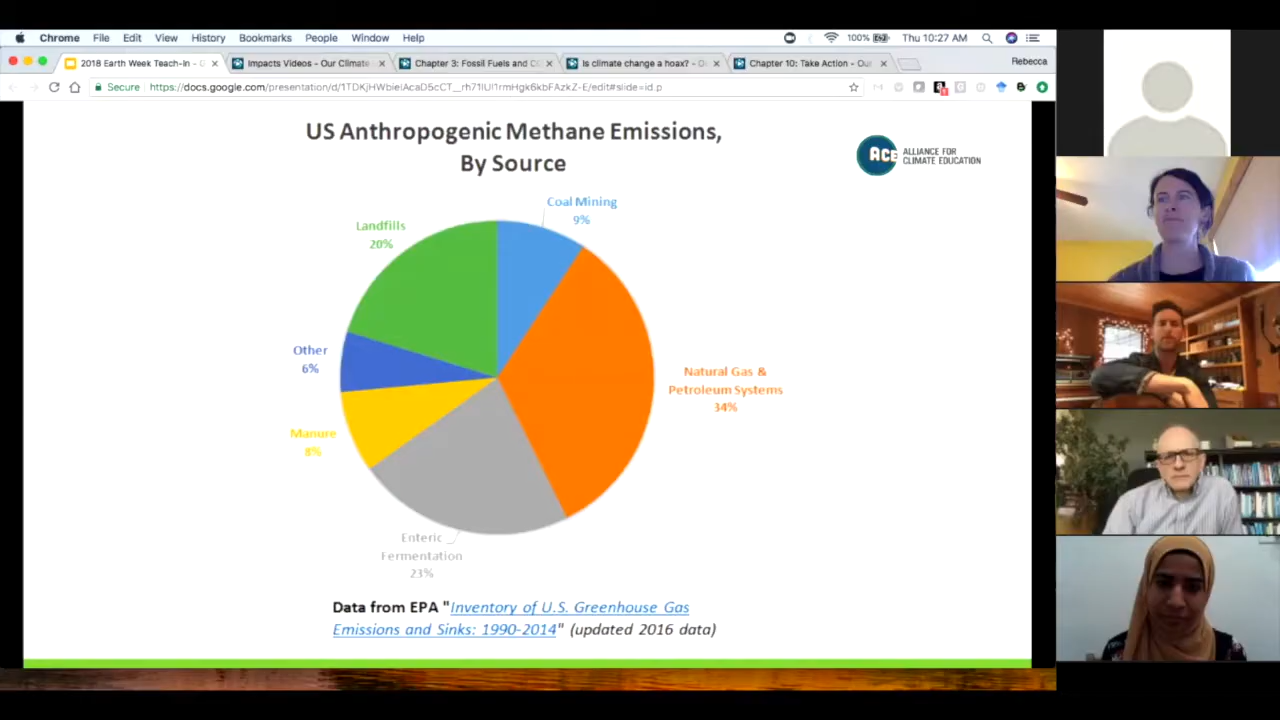 Chrome File Edit View History Bookmarks People Window Help 100% Thu 10:27 AM
2018 Earth Week Teach-In - G Impacts Videos - Our Climate Chapter 3: Fossil Fuels and CO Is climate change a hoax? - O Chapter 10: Take Action - Our Rebecca
Secure
US Anthropogenic Methane Emissions,
By Source
ACE ALLIANCE FOR
CLIMATE EDUCATION
Coal Mining
9%
Landfills
20%
Other
6%
Natural Gas &
Petroleum Systems
34%
Manure
8%
Enteric
Fermentation
23%
Data from EPA "Inventory of U.S. Greenhouse Gas
Emissions and Sinks: 1990-2014" (updated 2016 data)